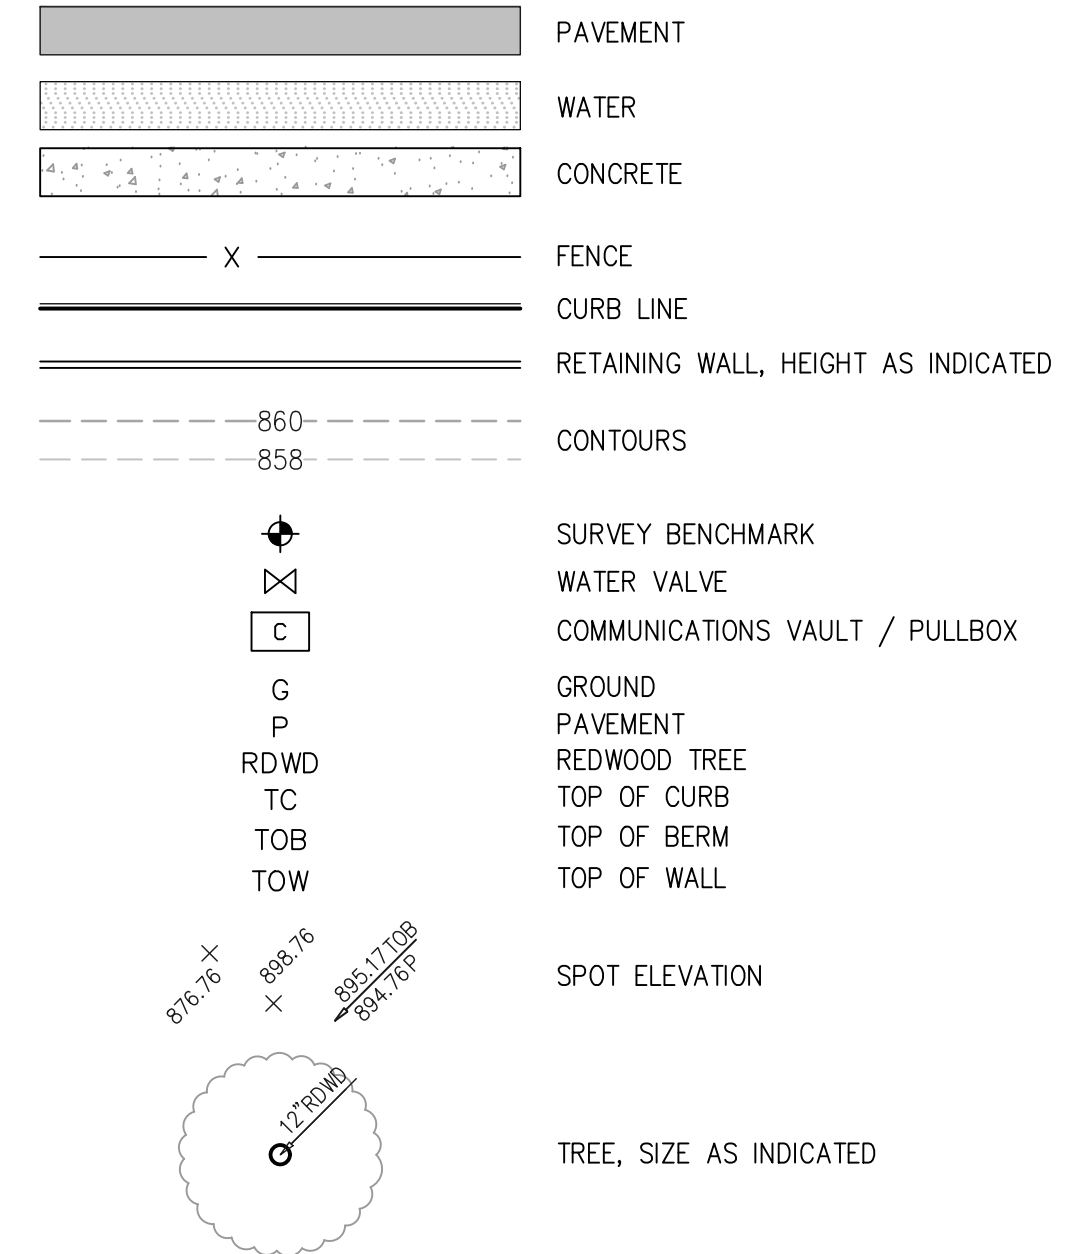 PAVEMENT
WATER
CONCRETE
X FENCE
CURB LINE
RETAINING WALL, HEIGHT AS INDICATED
860
858
CONTOURS
SURVEY BENCHMARK
WATER VALVE
C COMMUNICATIONS VAULT / PULLBOX
G GROUND
P PAVEMENT
RDWD REDWOOD TREE
TC TOP OF CURB
TOB TOP OF BERM
TOW TOP OF WALL
876.76
898.76
895.17TOB
894.76P
SPOT ELEVATION
12"RDWD
TREE, SIZE AS INDICATED